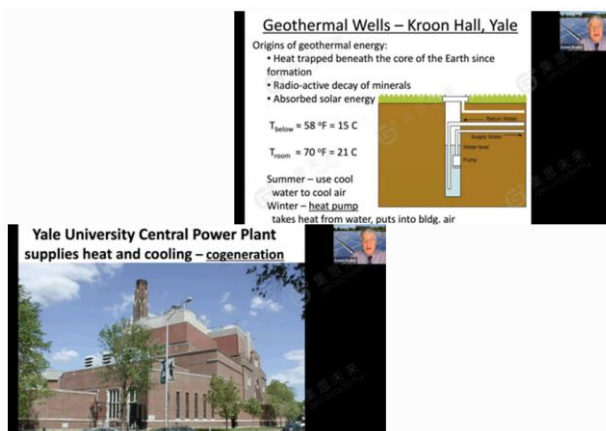 Geothermal Wells – Kroon Hall, Yale
Origins of geothermal energy:
• Heat trapped beneath the core of the Earth since
formation
• Radio-active decay of minerals
• Absorbed solar energy
T below = 58 °F = 15 C
T room = 70 °F = 21 C
Summer – use cool
water to cool air
Winter – heat pump
takes heat from water, puts into bldg. air
Return Water
Supply Water
Water level
Pump
Yale University Central Power Plant
supplies heat and cooling – cogeneration